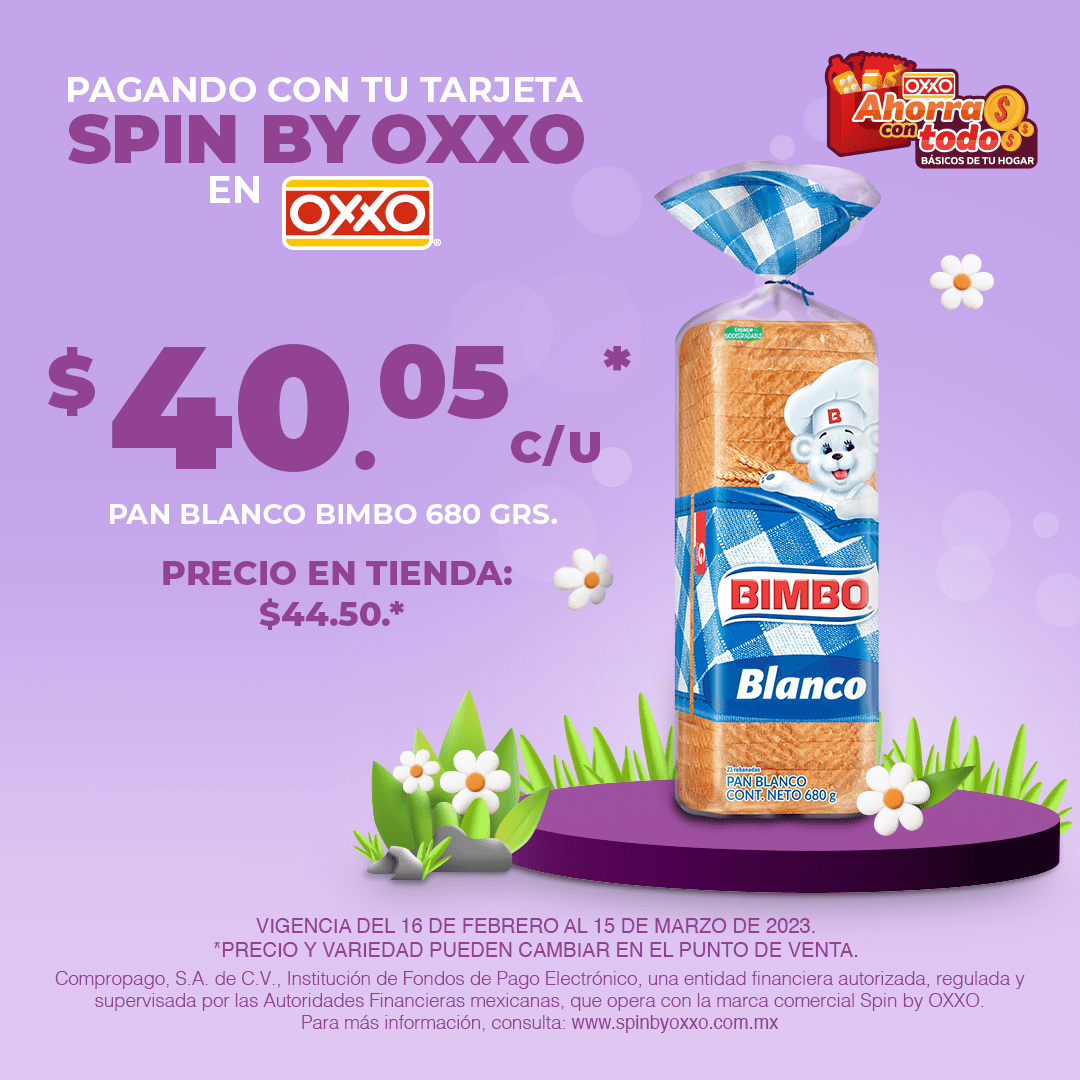 PAGANDO CON TU TARJETA
SPIN BY OXXO
EN OXXO®
OXXO
Ahorra
con todo
BÁSICOS DE TU HOGAR
$40.05 c/u *
PAN BLANCO BIMBO 680 GRS.
PRECIO EN TIENDA:
$44.50.*
Empaque
BIODEGRADABLE
B
BIMBO
Blanco
23 rebanadas
PAN BLANCO
CONT. NETO 680 g
VIGENCIA DEL 16 DE FEBRERO AL 15 DE MARZO DE 2023.
*PRECIO Y VARIEDAD PUEDEN CAMBIAR EN EL PUNTO DE VENTA.
Compropago, S.A. de C.V., Institución de Fondos de Pago Electrónico, una entidad financiera autorizada, regulada y
supervisada por las Autoridades Financieras mexicanas, que opera con la marca comercial Spin by OXXO.
Para más información, consulta: www.spinbyoxxo.com.mx